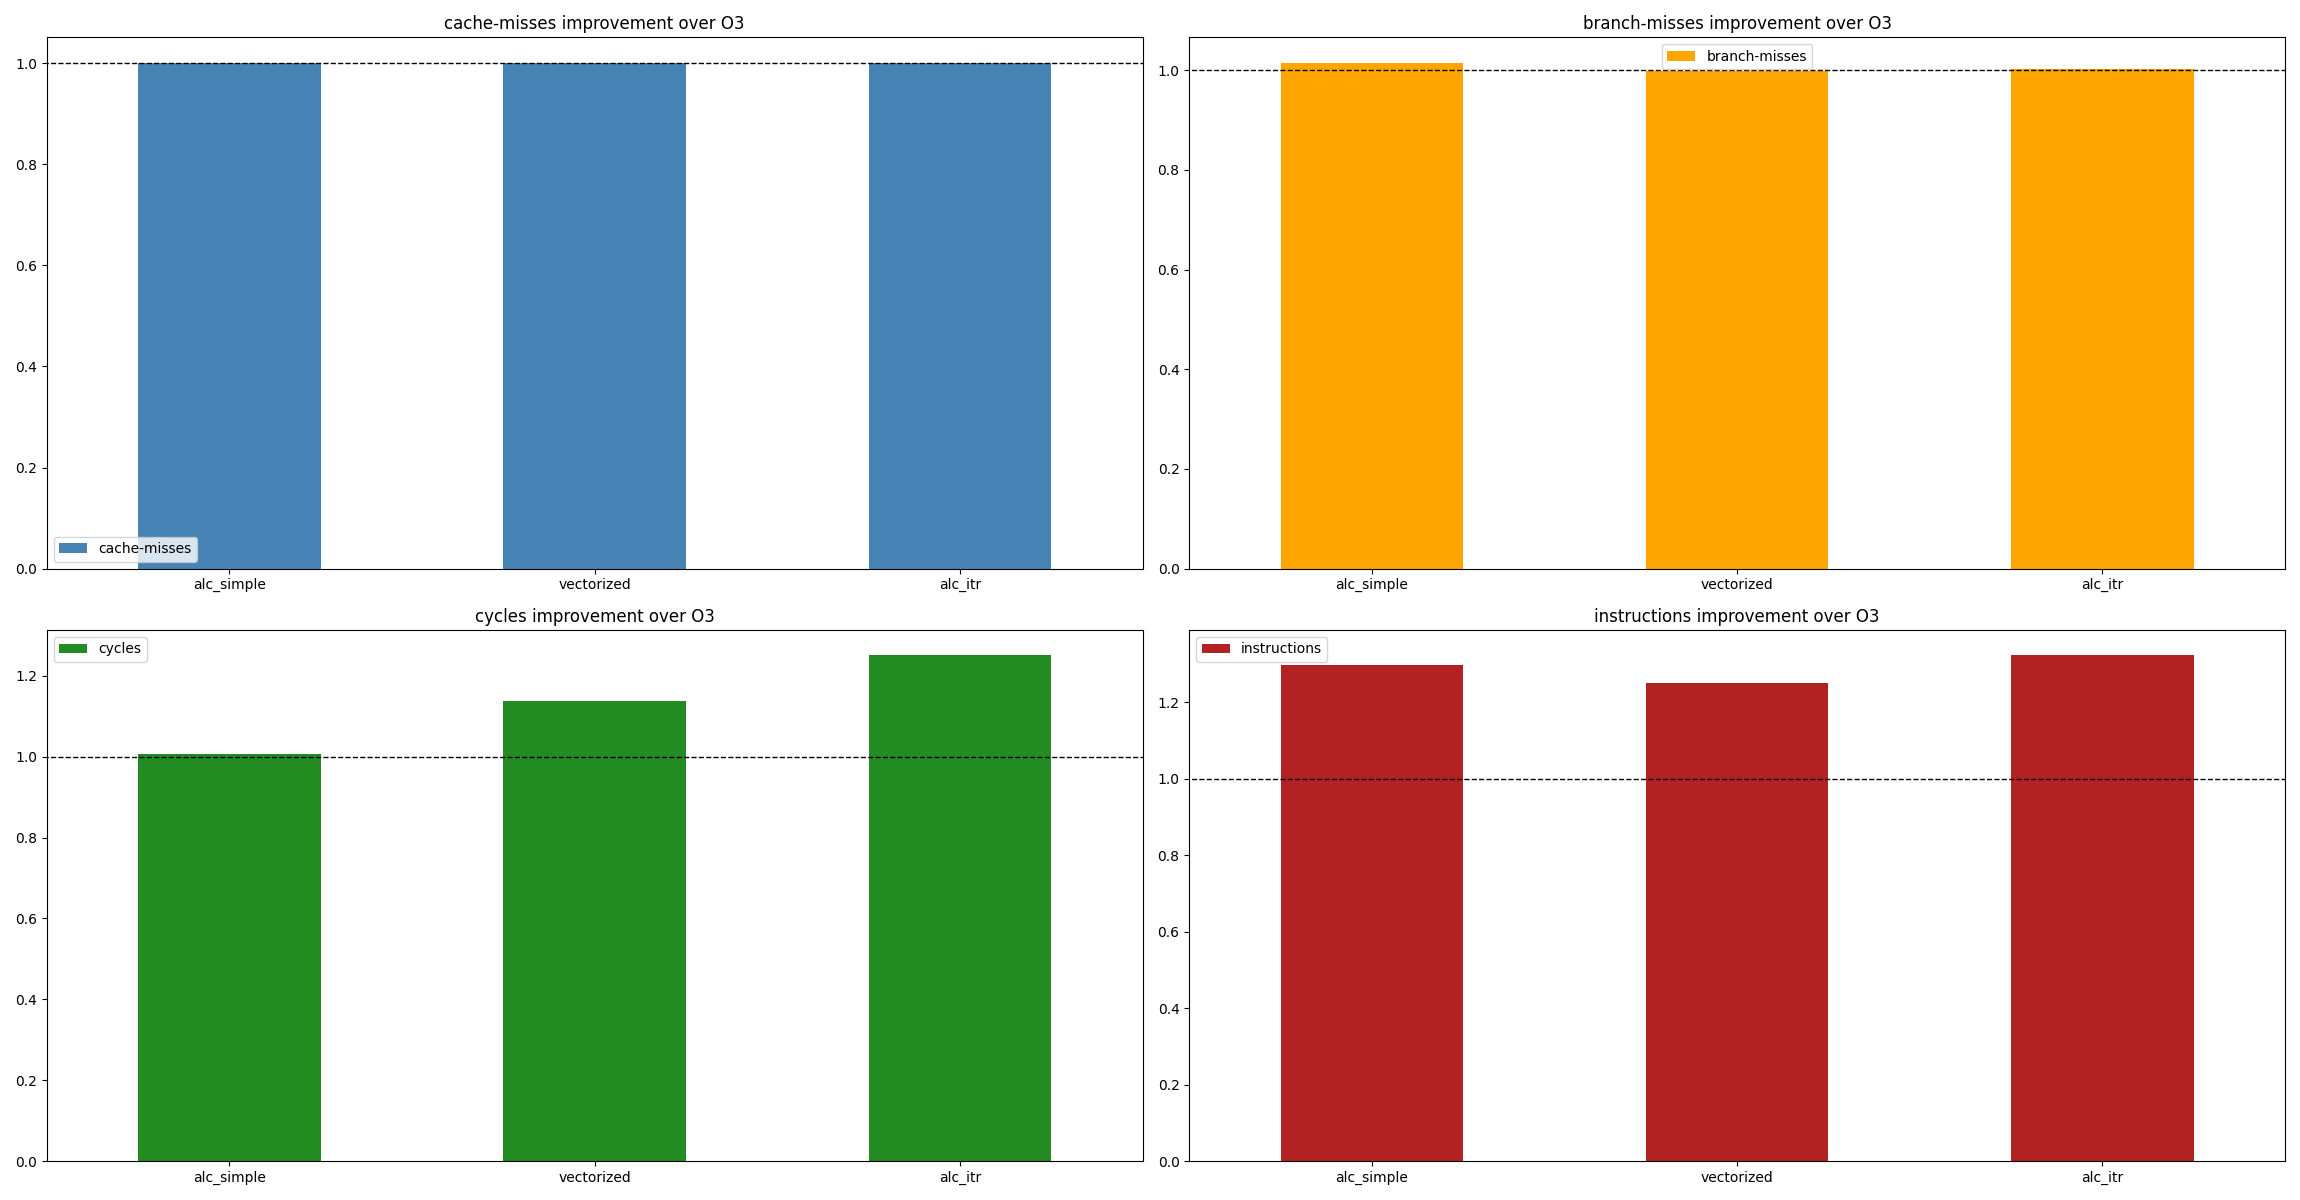 cache-misses improvement over O3
1.0
0.8
0.6
0.4
0.2
0.0
cache-misses
alc_simple
vectorized
alc_itr
branch-misses improvement over O3
branch-misses
1.0
0.8
0.6
0.4
0.2
0.0
alc_simple
vectorized
alc_itr
cycles improvement over O3
cycles
1.2
1.0
0.8
0.6
0.4
0.2
0.0
alc_simple
vectorized
alc_itr
instructions improvement over O3
instructions
1.2
1.0
0.8
0.6
0.4
0.2
0.0
alc_simple
vectorized
alc_itr